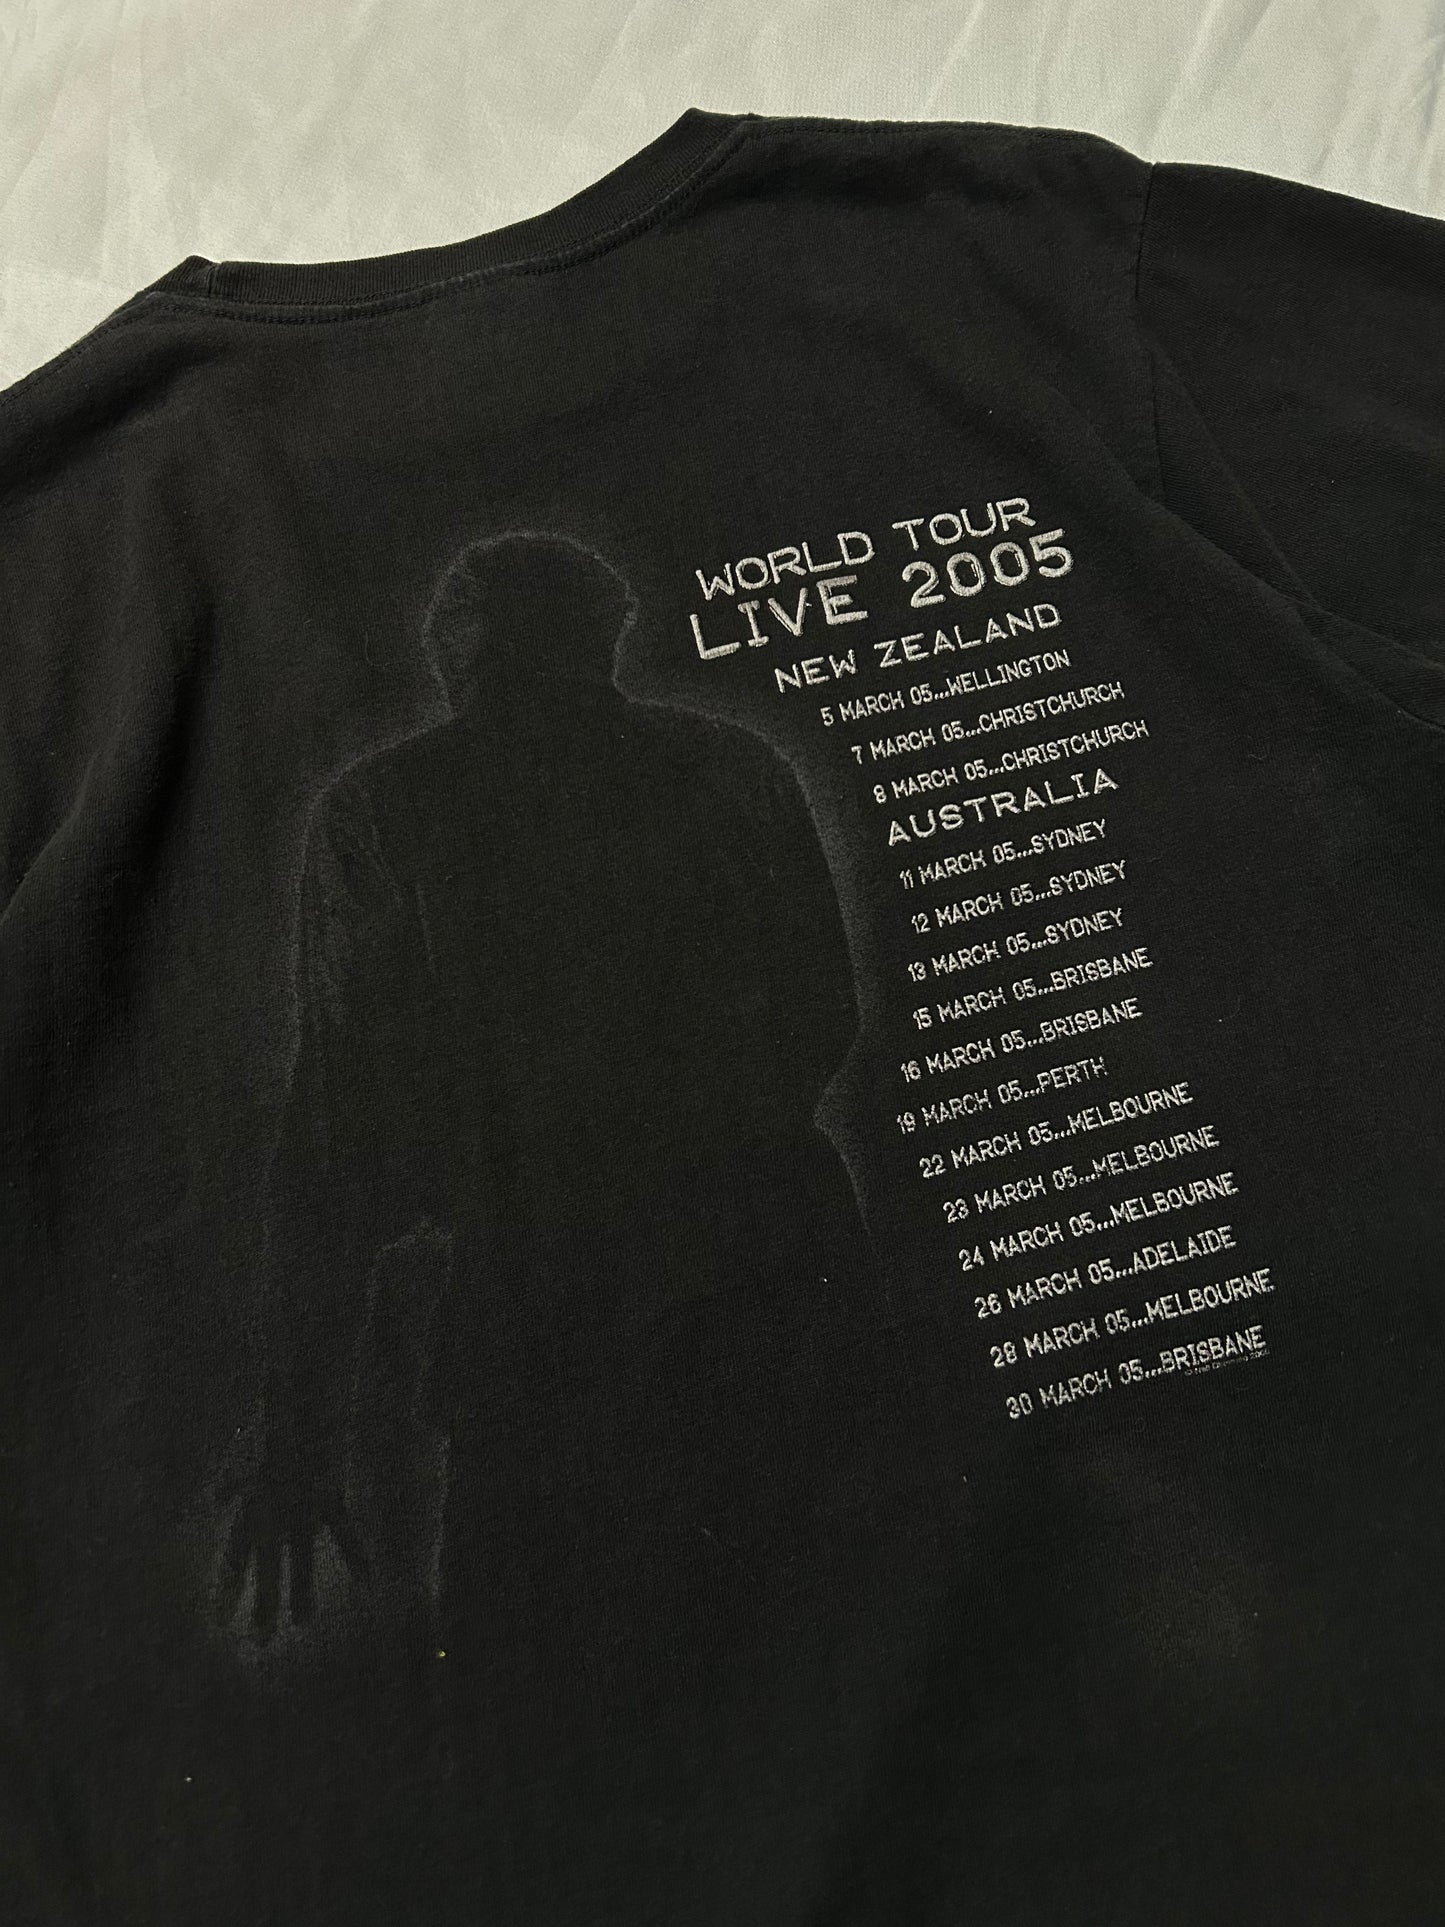 WORLD TOUR
LIVE 2005
NEW ZEALAND
5 MARCH 05...WELLINGTON
7 MARCH 05...CHRISTCHURCH
8 MARCH 05...CHRISTCHURCH
AUSTRALIA
11 MARCH 05...SYDNEY
12 MARCH 05...SYDNEY
13 MARCH 05...SYDNEY
15 MARCH 05...BRISBANE
16 MARCH 05...BRISBANE
19 MARCH 05...PERTH
22 MARCH 05...MELBOURNE
23 MARCH 05...MELBOURNE
24 MARCH 05...MELBOURNE
26 MARCH 05...ADELAIDE
28 MARCH 05...MELBOURNE
30 MARCH 05...BRISBANE